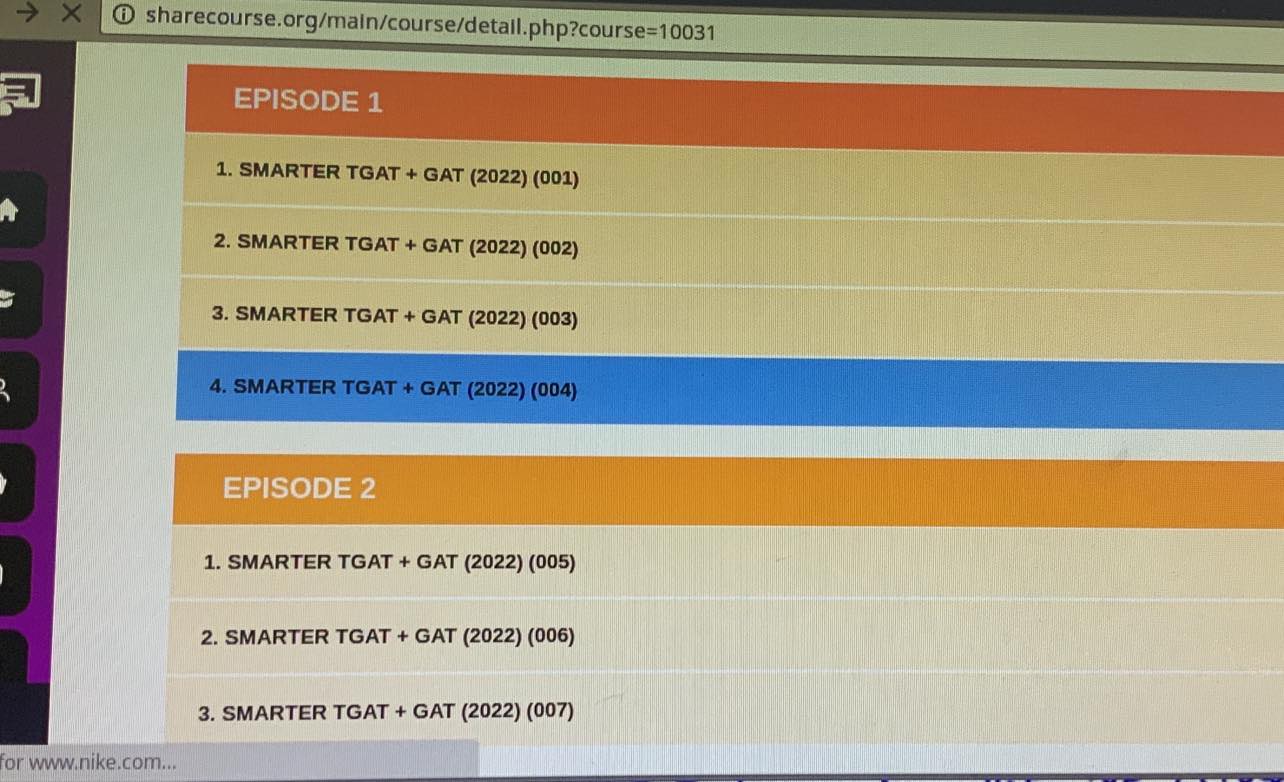 sharecourse.org/main/course/detail.php?course=10031
EPISODE 1
1. SMARTER TGAT + GAT (2022) (001)
2. SMARTER TGAT + GAT (2022) (002)
3. SMARTER TGAT + GAT (2022) (003)
4. SMARTER TGAT + GAT (2022) (004)
EPISODE 2
1. SMARTER TGAT + GAT (2022) (005)
2. SMARTER TGAT + GAT (2022) (006)
3. SMARTER TGAT + GAT (2022) (007)
for www.nike.com...